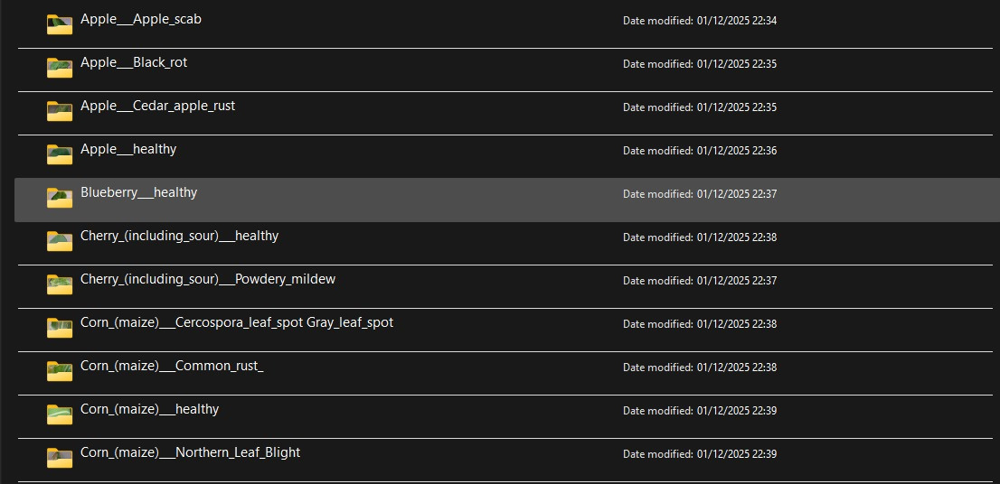 Apple___Apple_scab Date modified: 01/12/2025 22:34
Apple___Black_rot Date modified: 01/12/2025 22:35
Apple___Cedar_apple_rust Date modified: 01/12/2025 22:35
Apple___healthy Date modified: 01/12/2025 22:36
Blueberry___healthy Date modified: 01/12/2025 22:37
Cherry_(including_sour)___healthy Date modified: 01/12/2025 22:38
Cherry_(including_sour)___Powdery_mildew Date modified: 01/12/2025 22:37
Corn_(maize)___Cercospora_leaf_spot Gray_leaf_spot Date modified: 01/12/2025 22:38
Corn_(maize)___Common_rust_ Date modified: 01/12/2025 22:38
Corn_(maize)___healthy Date modified: 01/12/2025 22:39
Corn_(maize)___Northern_Leaf_Blight Date modified: 01/12/2025 22:39